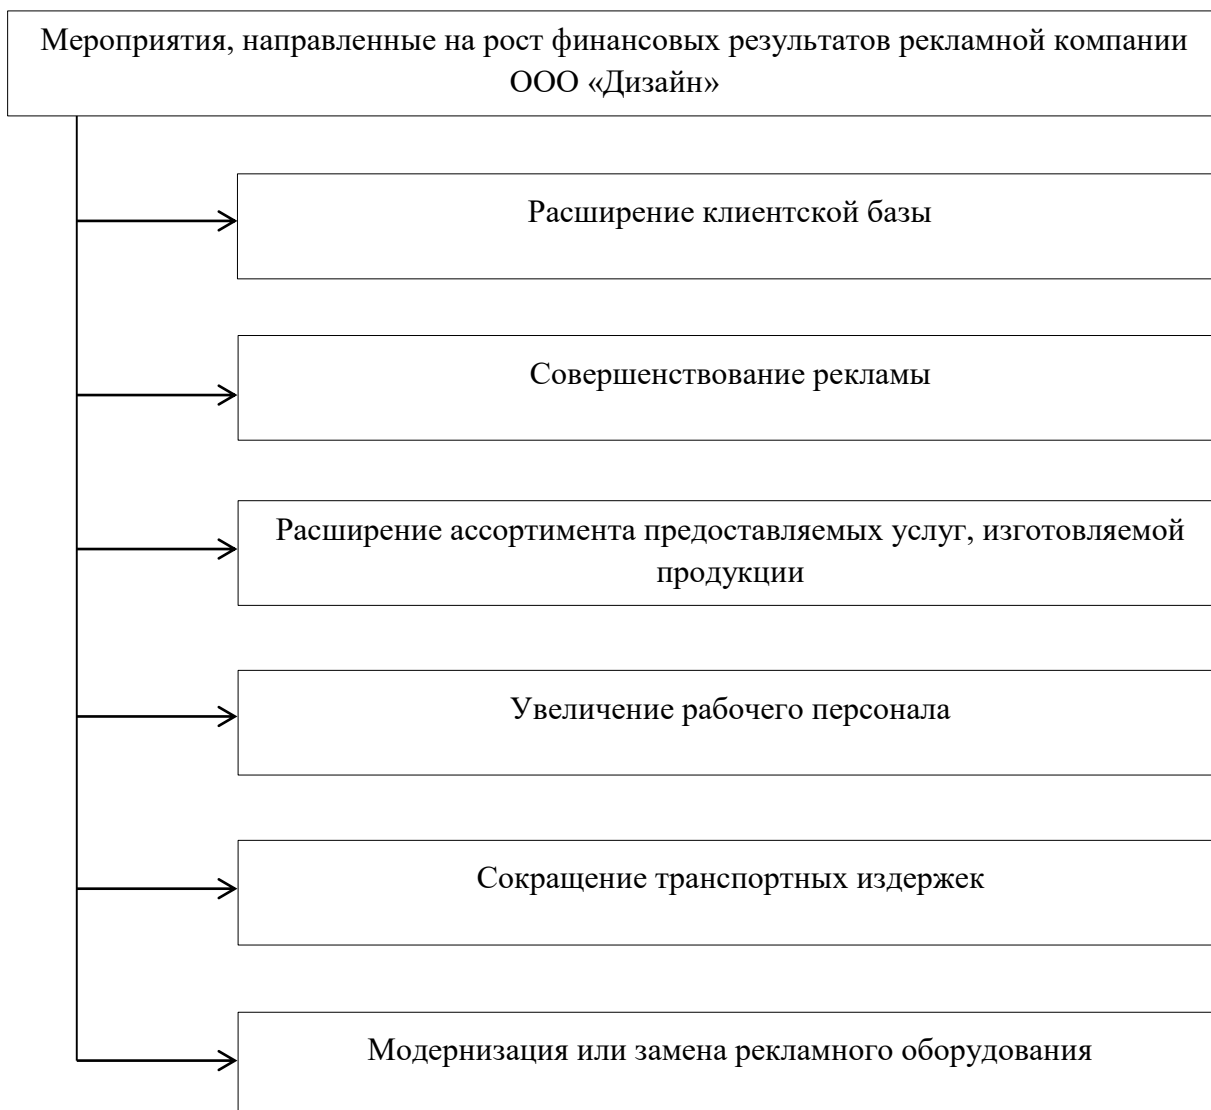 Мероприятия, направленные на рост финансовых результатов рекламной компании
ООО «Дизайн»
Расширение клиентской базы
Совершенствование рекламы
Расширение ассортимента предоставляемых услуг, изготовляемой
продукции
Увеличение рабочего персонала
Сокращение транспортных издержек
Модернизация или замена рекламного оборудования